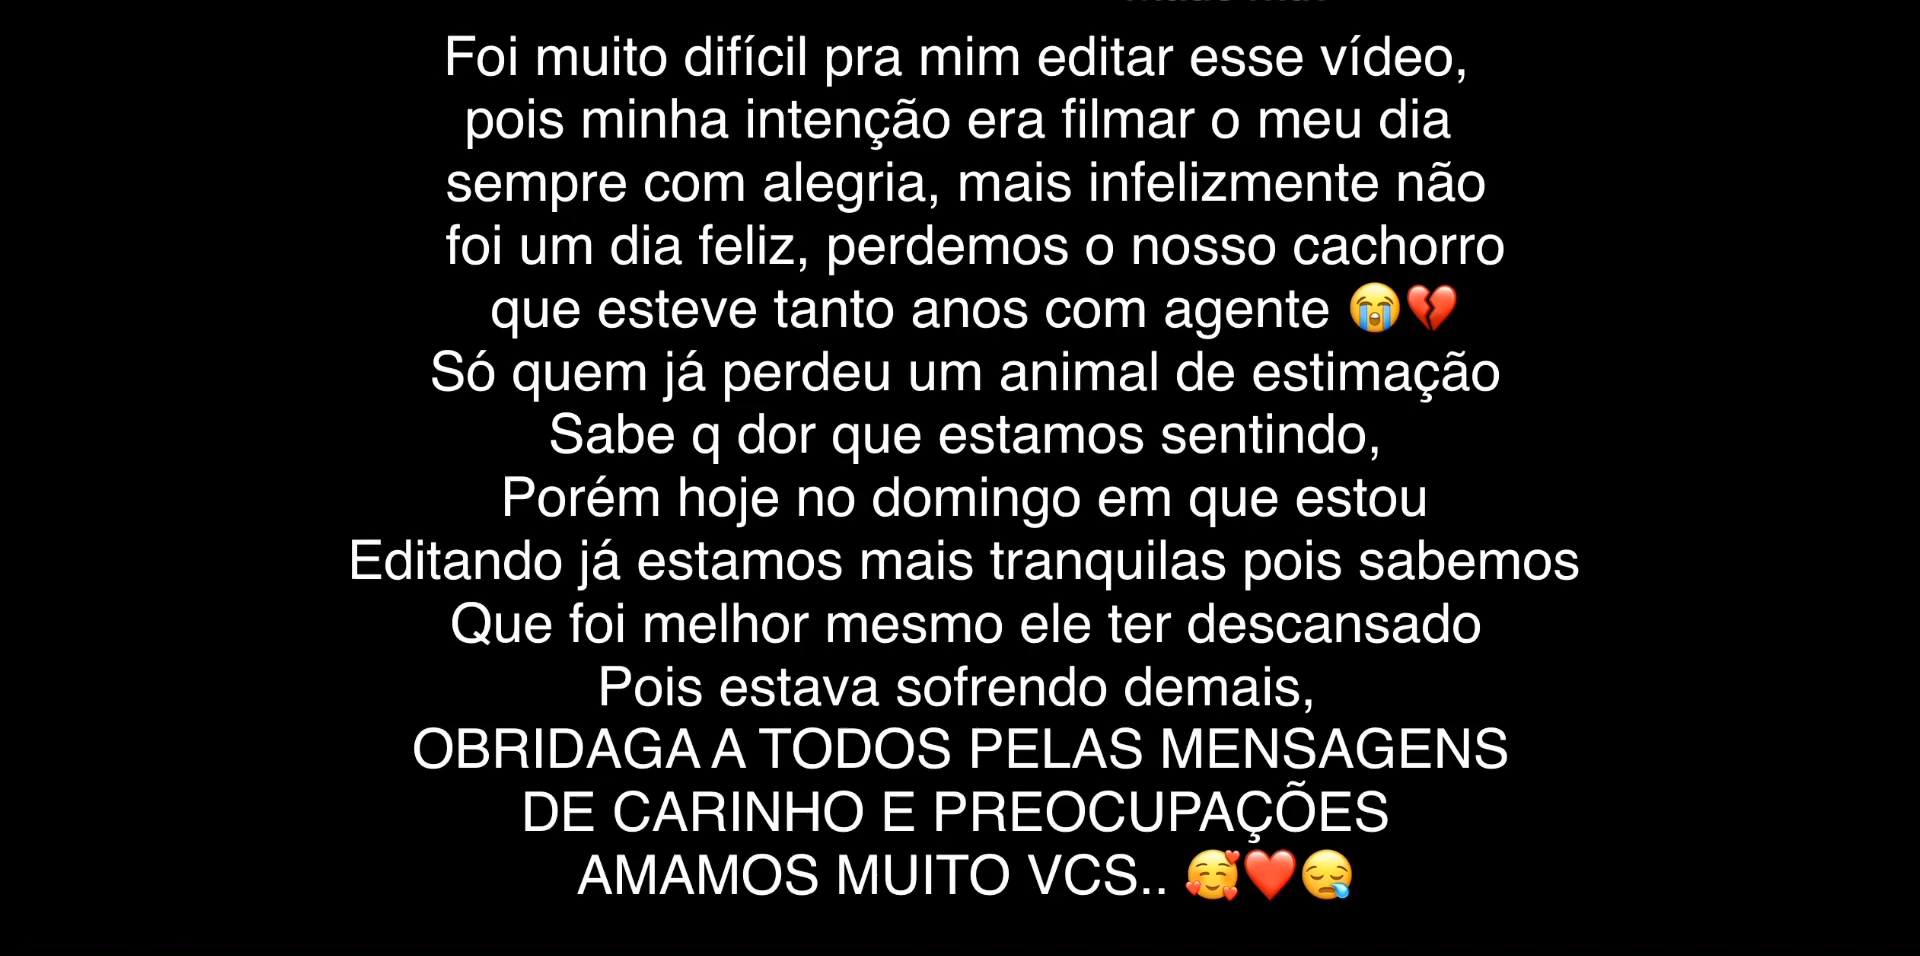 Foi muito difícil pra mim editar esse vídeo,
pois minha intenção era filmar o meu dia
sempre com alegria, mais infelizmente não
foi um dia feliz, perdemos o nosso cachorro
que esteve tanto anos com agente 😭💔
Só quem já perdeu um animal de estimação
Sabe q dor que estamos sentindo,
Porém hoje no domingo em que estou
Editando já estamos mais tranquilas pois sabemos
Que foi melhor mesmo ele ter descansado
Pois estava sofrendo demais,
OBRIDAGA A TODOS PELAS MENSAGENS
DE CARINHO E PREOCUPAÇÕES
AMAMOS MUITO VCS.. 🥰❤️😪